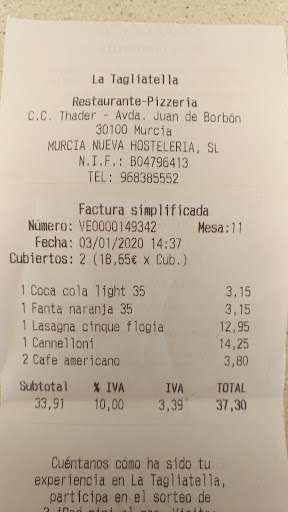 La Tagliatella
Restaurante-Pizzeria
C.C. Thader - Avda. Juan de Borbón
30100 Murcia
MURCIA NUEVA HOSTELERIA, SL
N.I.F.: B04796413
TEL: 968385552
Factura simplificada
Número: VE0000149342 Mesa:11
Fecha: 03/01/2020 14:37
Cubiertos: 2 (18,65€ x Cub.)
1 Coca cola light 35 3,15
1 Fanta naranja 35 3,15
1 Lasagna cinque flogia 12,95
1 Cannelloni 14,25
2 Cafe americano 3,80
Subtotal % IVA IVA TOTAL
33,91 10,00 3,39 37,30
Cuéntanos cómo ha sido tu
experiencia en La Tagliatella,
participa en el sorteo de